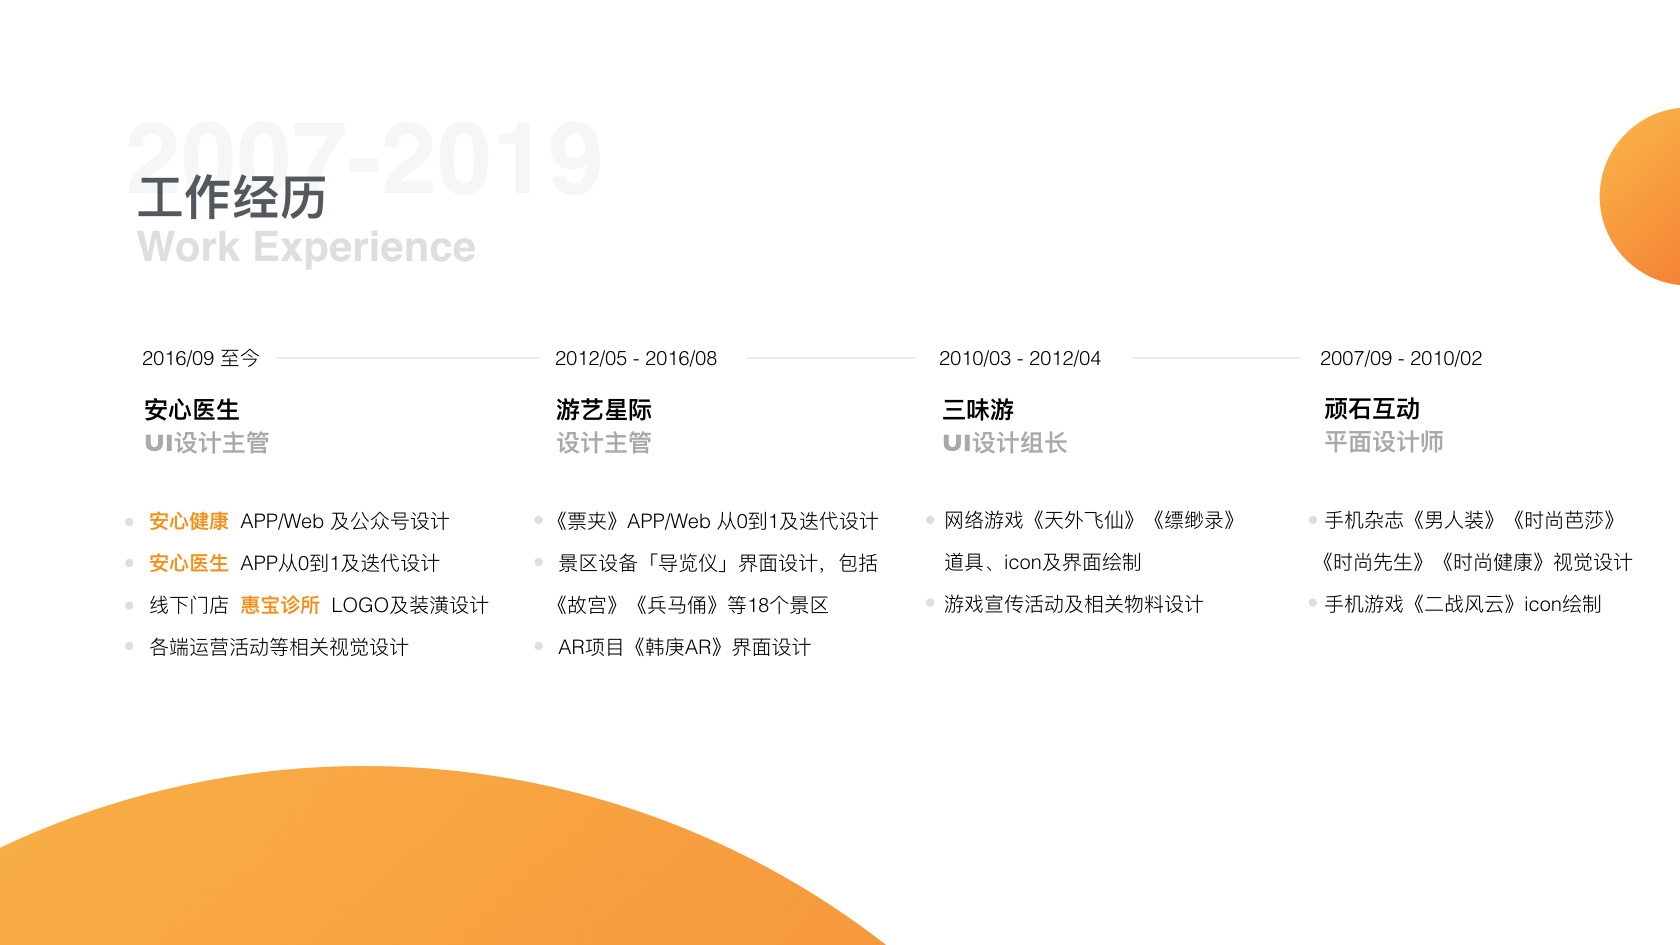 2007-2019
工作经历
Work Experience
2016/09 至今
安心医生
UI设计主管
安心健康 APP/Web 及公众号设计
安心医生 APP从0到1及迭代设计
线下门店 惠宝诊所 LOGO及装潢设计
各端运营活动等相关视觉设计
2012/05 - 2016/08
游艺星际
设计主管
《票夹》APP/Web 从0到1及迭代设计
景区设备「导览仪」界面设计，包括
《故宫》《兵马俑》等18个景区
AR项目《韩庚AR》界面设计
2010/03 - 2012/04
三味游
UI设计组长
网络游戏《天外飞仙》《缥缈录》
道具、icon及界面绘制
游戏宣传活动及相关物料设计
2007/09 - 2010/02
顽石互动
平面设计师
手机杂志《男人装》《时尚芭莎》
《时尚先生》《时尚健康》视觉设计
手机游戏《二战风云》icon绘制